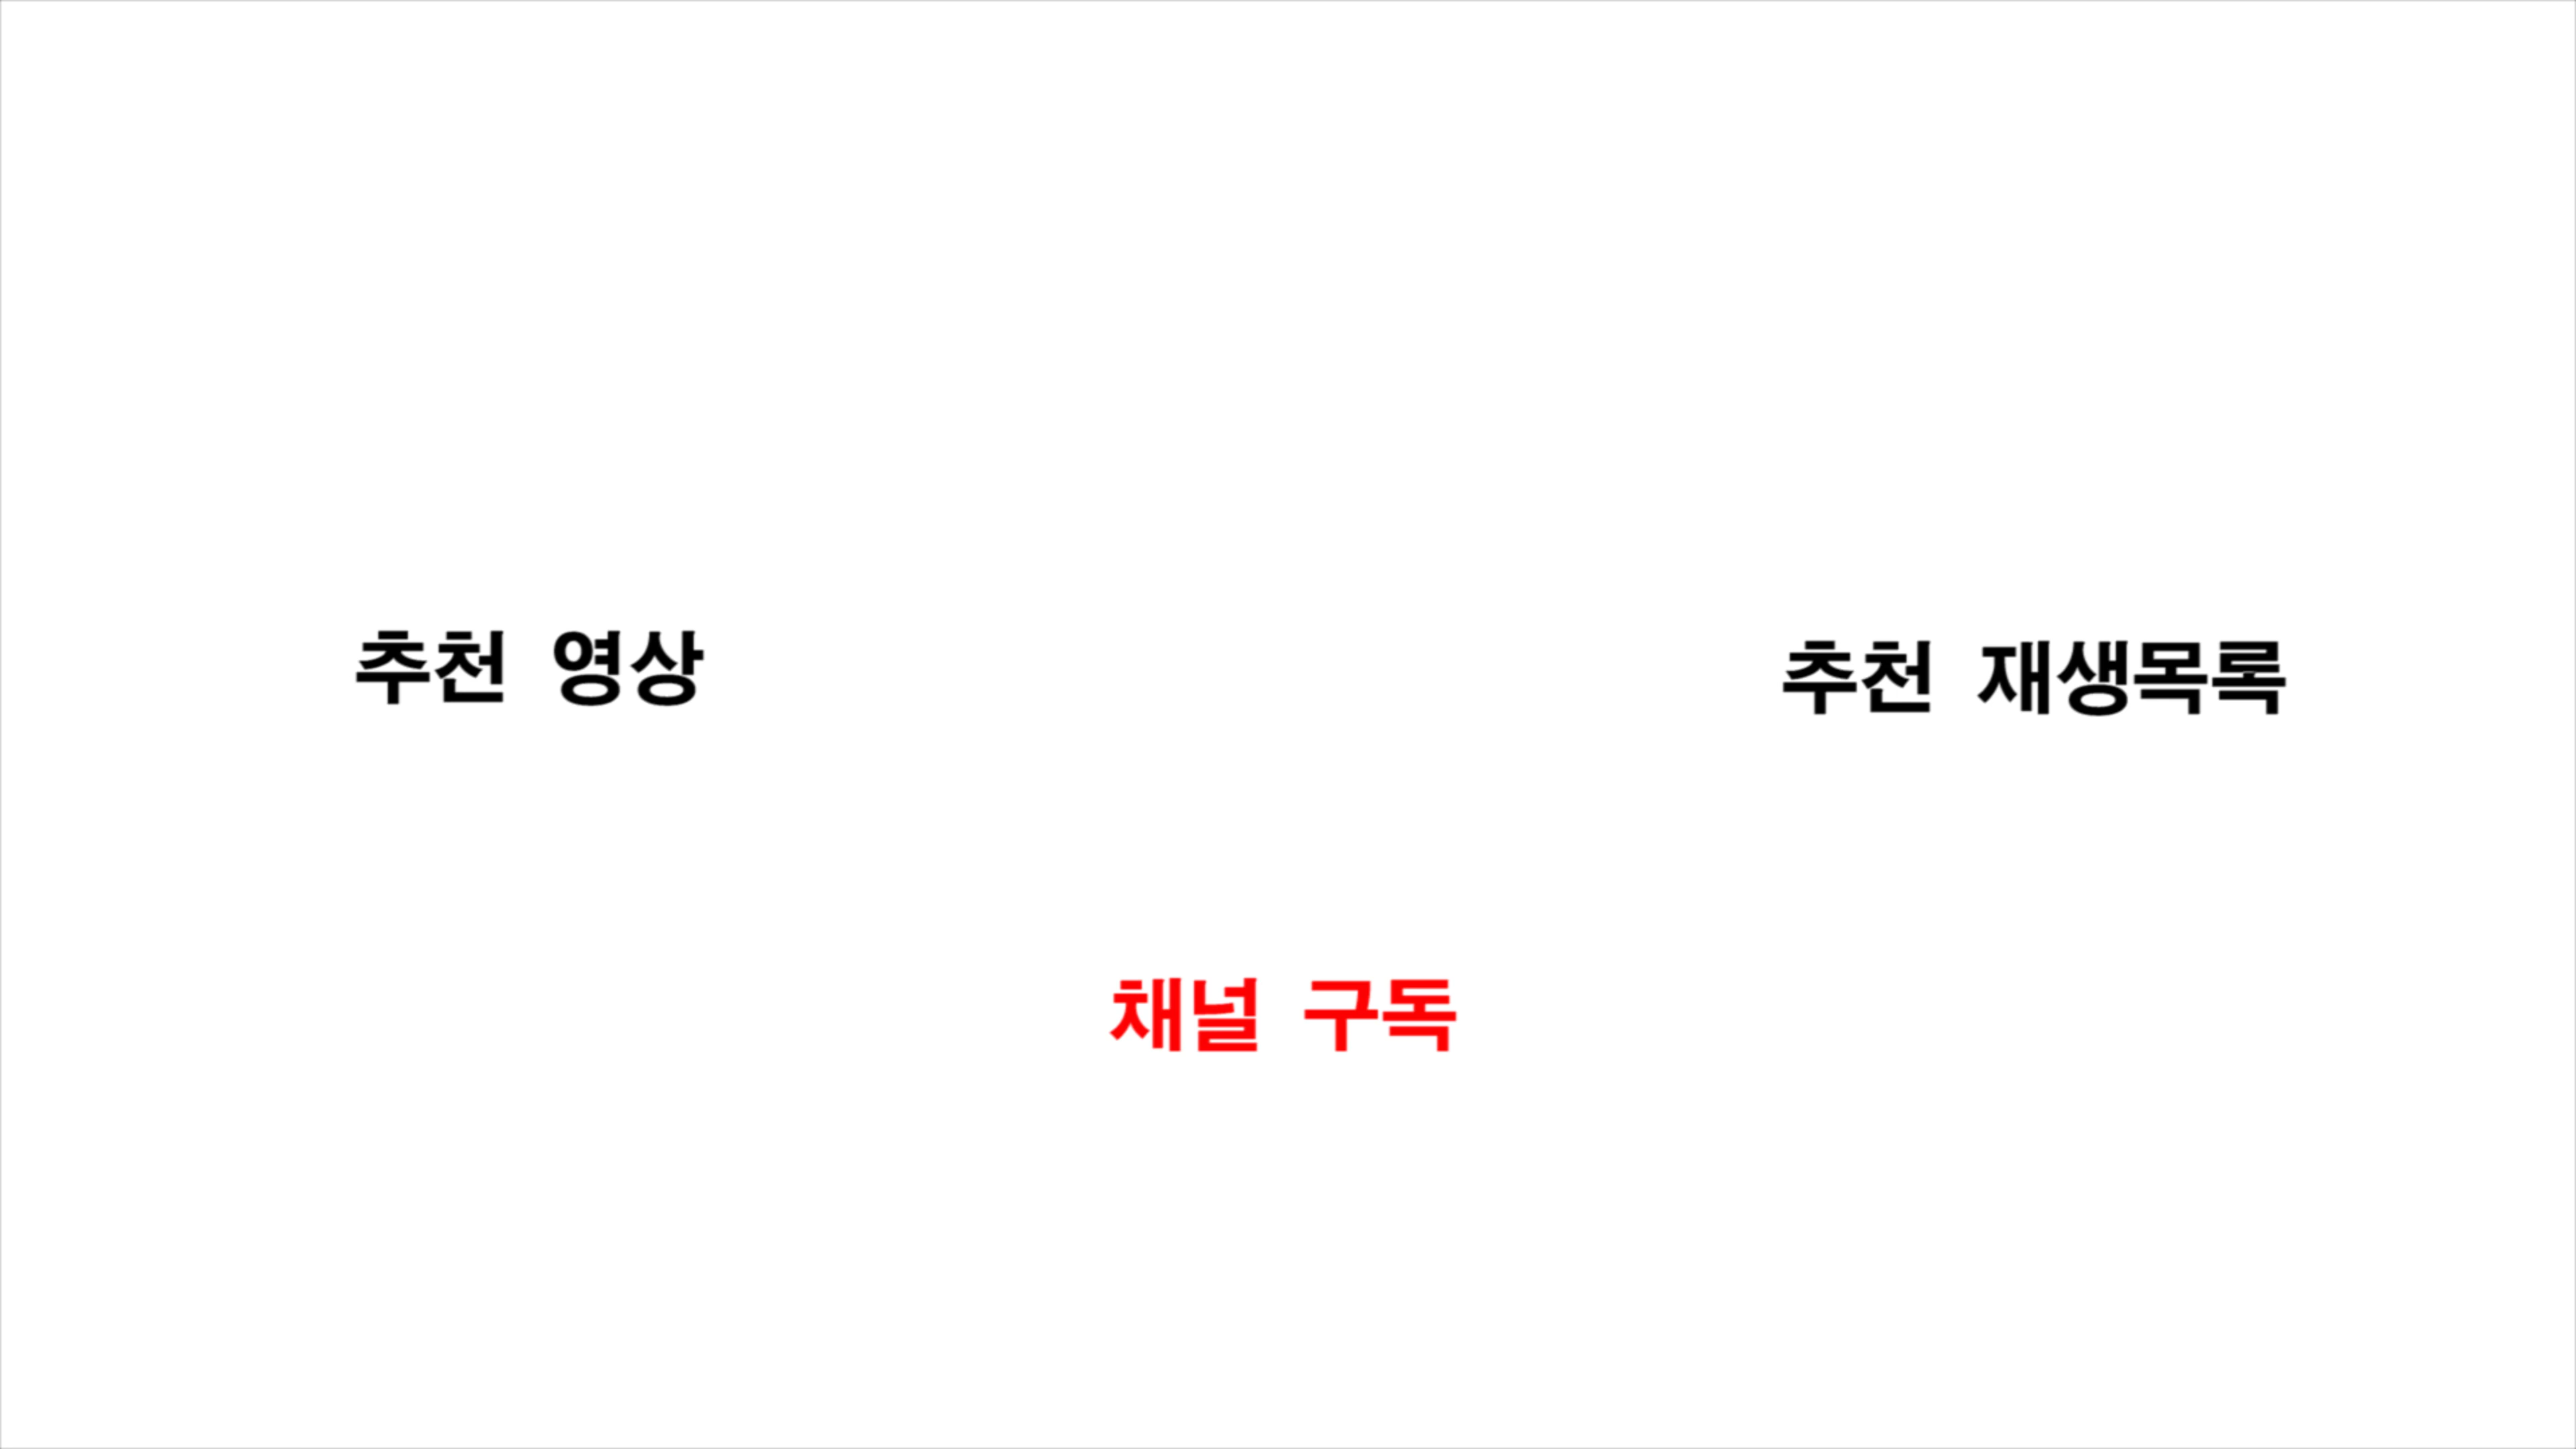 추천 영상
추천 재생목록
채널 구독